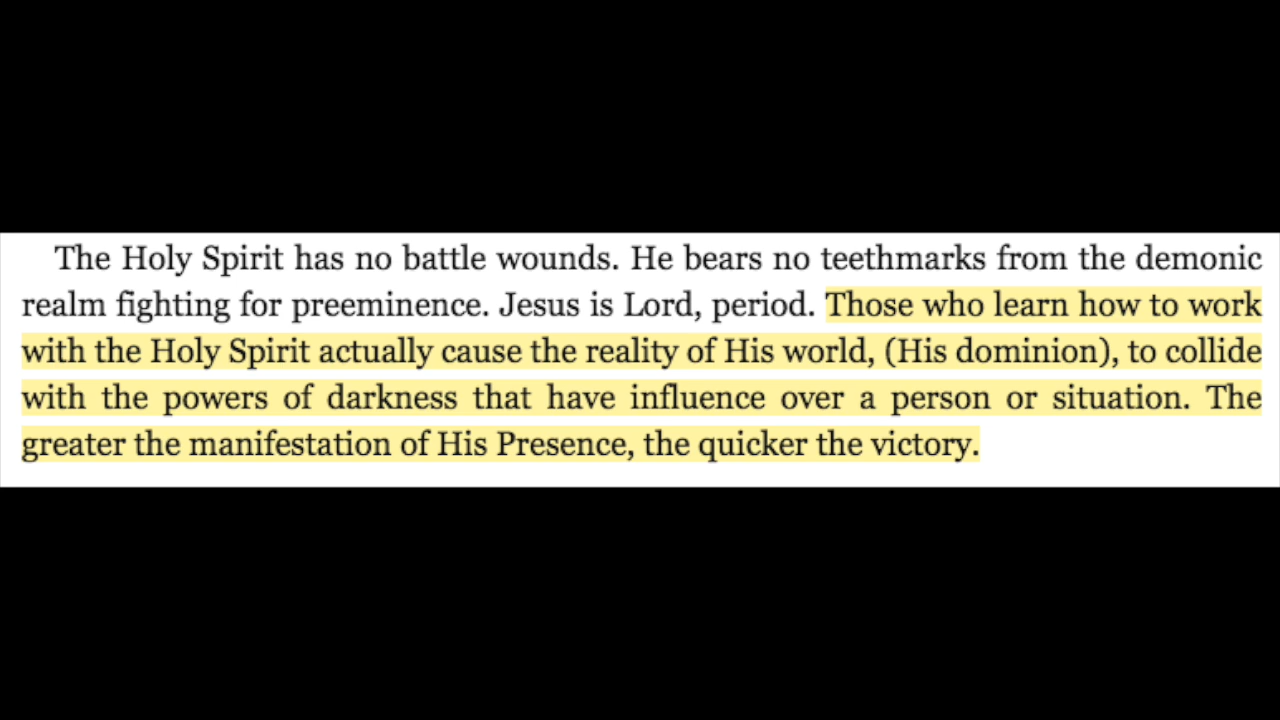 The Holy Spirit has no battle wounds. He bears no teethmarks from the demonic
realm fighting for preeminence. Jesus is Lord, period. Those who learn how to work
with the Holy Spirit actually cause the reality of His world, (His dominion), to collide
with the powers of darkness that have influence over a person or situation. The
greater the manifestation of His Presence, the quicker the victory.